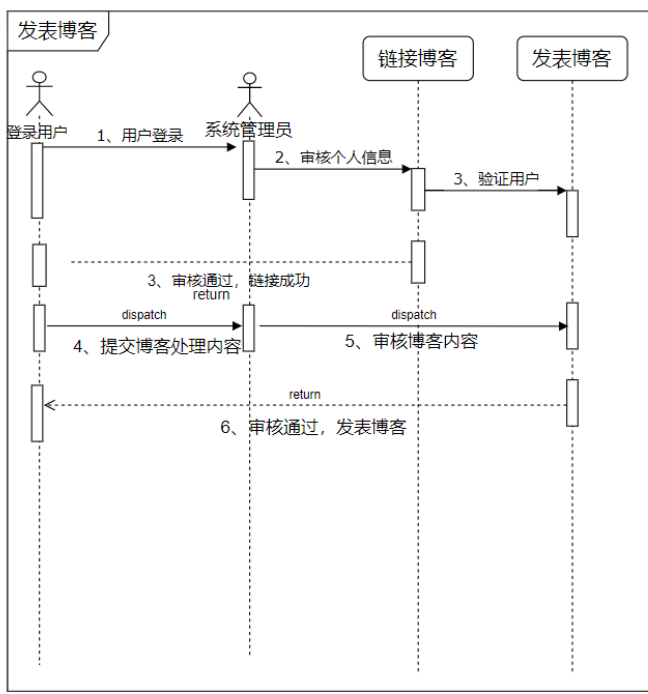 发表博客
链接博客
发表博客
登录用户
系统管理员
1、用户登录
2、审核个人信息
3、验证用户
3、审核通过，链接成功
return
dispatch
dispatch
4、提交博客处理内容
5、审核博客内容
return
6、审核通过，发表博客